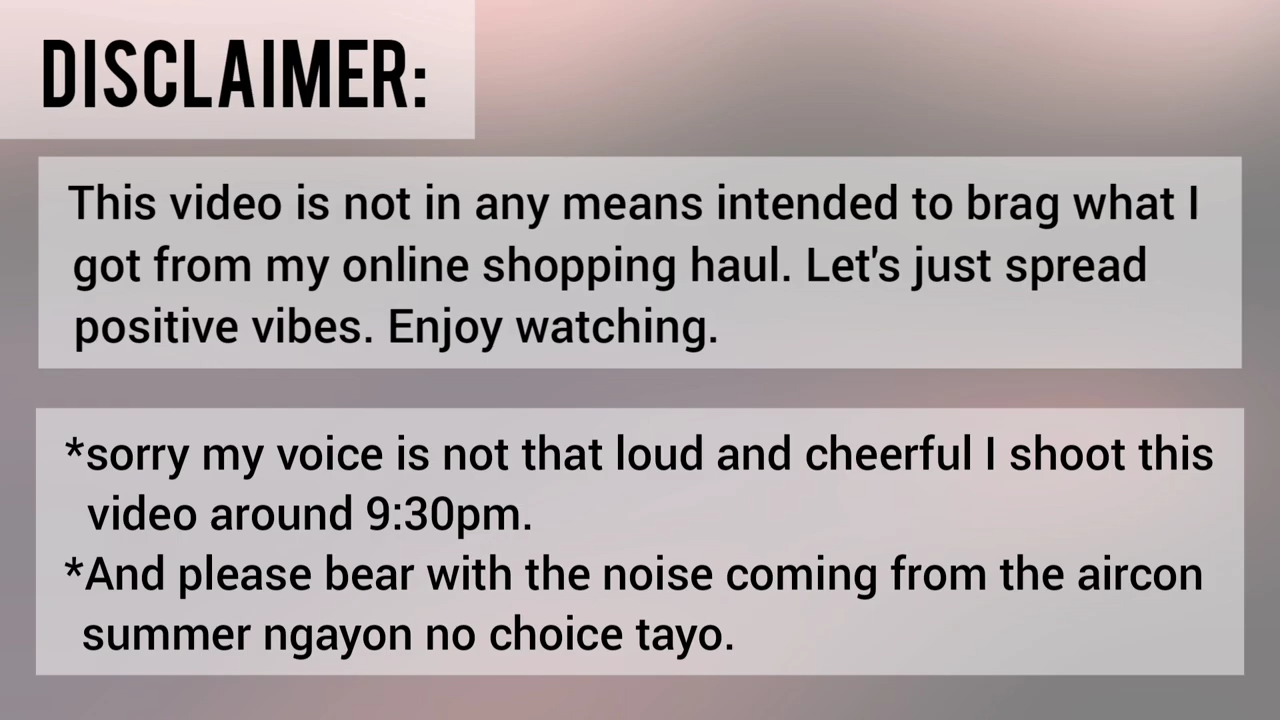 DISCLAIMER:
This video is not in any means intended to brag what I
got from my online shopping haul. Let's just spread
positive vibes. Enjoy watching.
*sorry my voice is not that loud and cheerful I shoot this
video around 9:30pm.
*And please bear with the noise coming from the aircon
summer ngayon no choice tayo.